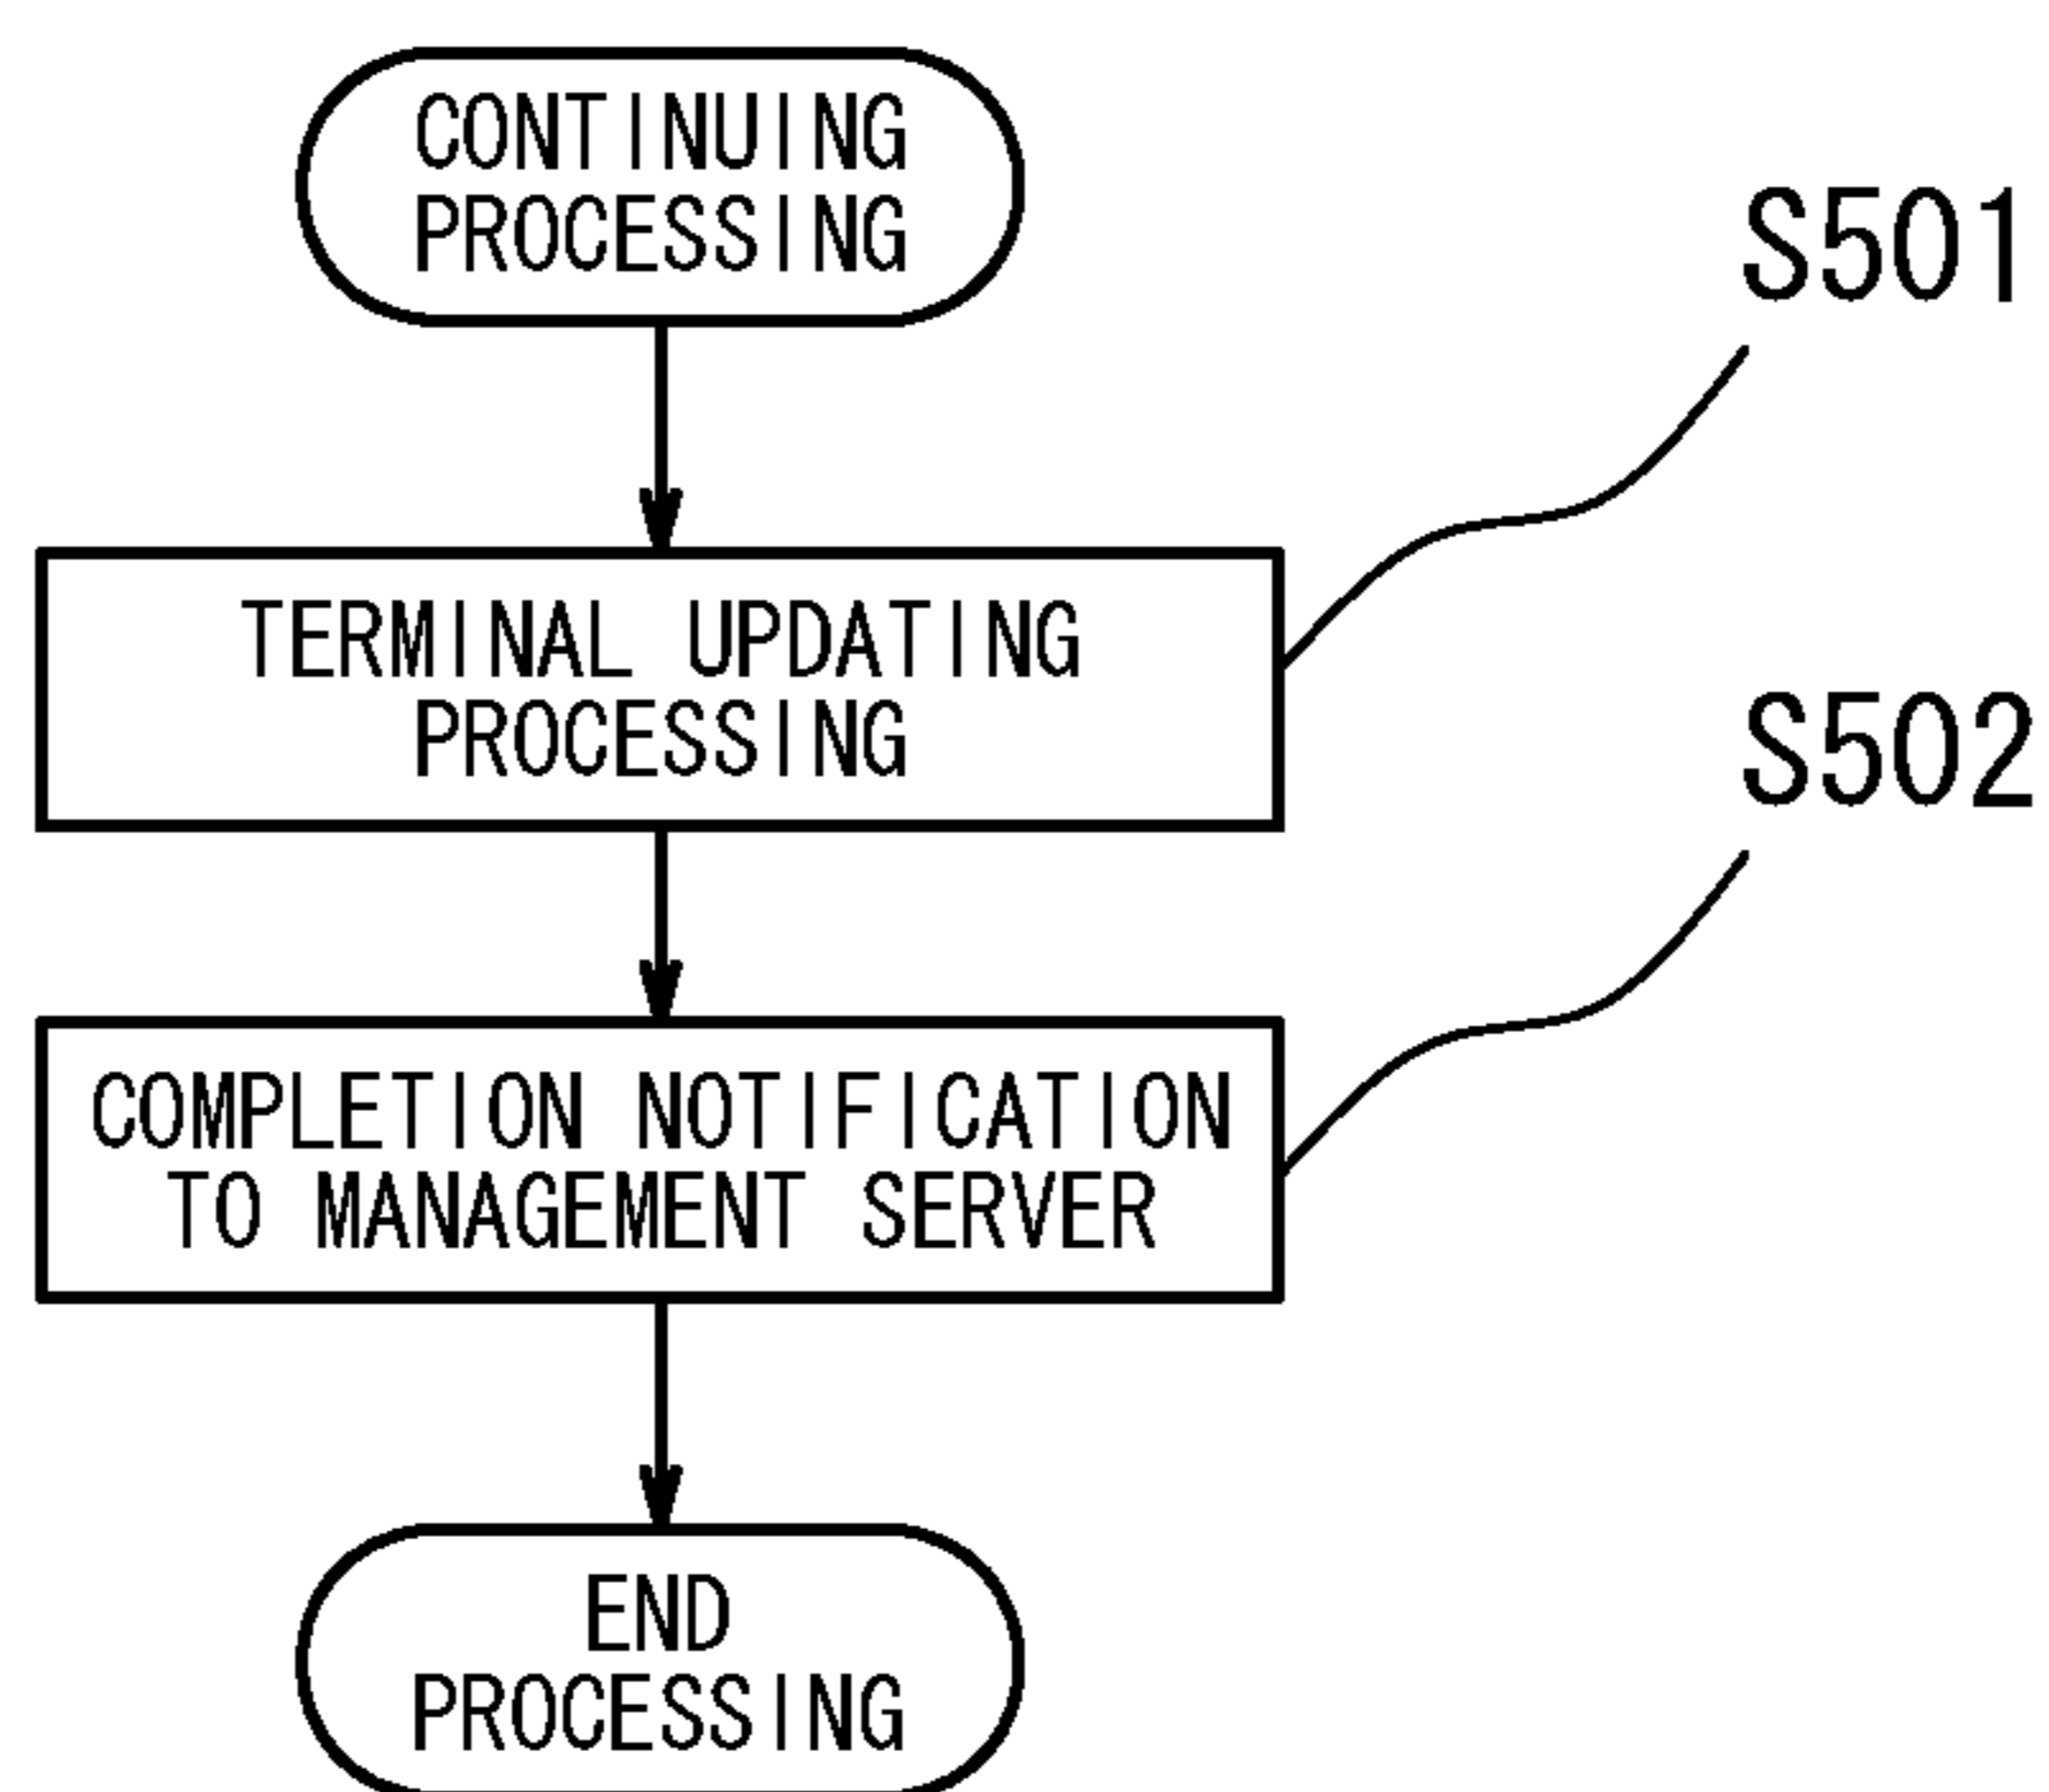 CONTINUING
PROCESSING
S501
TERMINAL UPDATING
PROCESSING
S502
COMPLETION NOTIFICATION
TO MANAGEMENT SERVER
END
PROCESSING